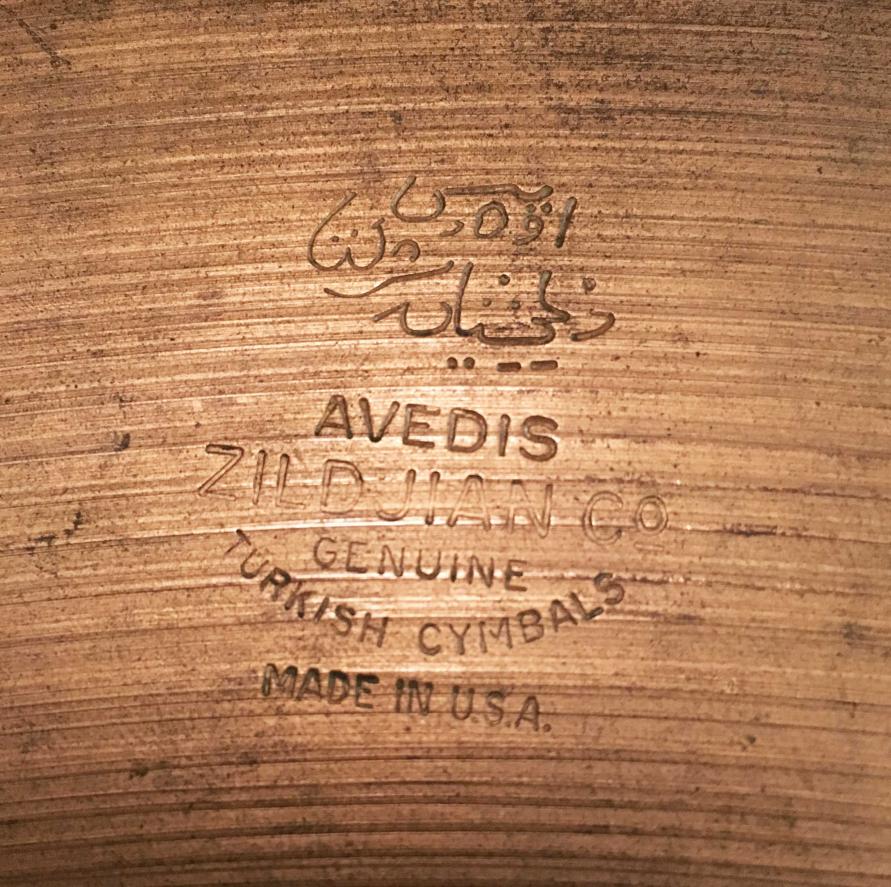 AVEDIS
ZILDJIAN CO
GENUINE
TURKISH CYMBALS
MADE IN U.S.A.